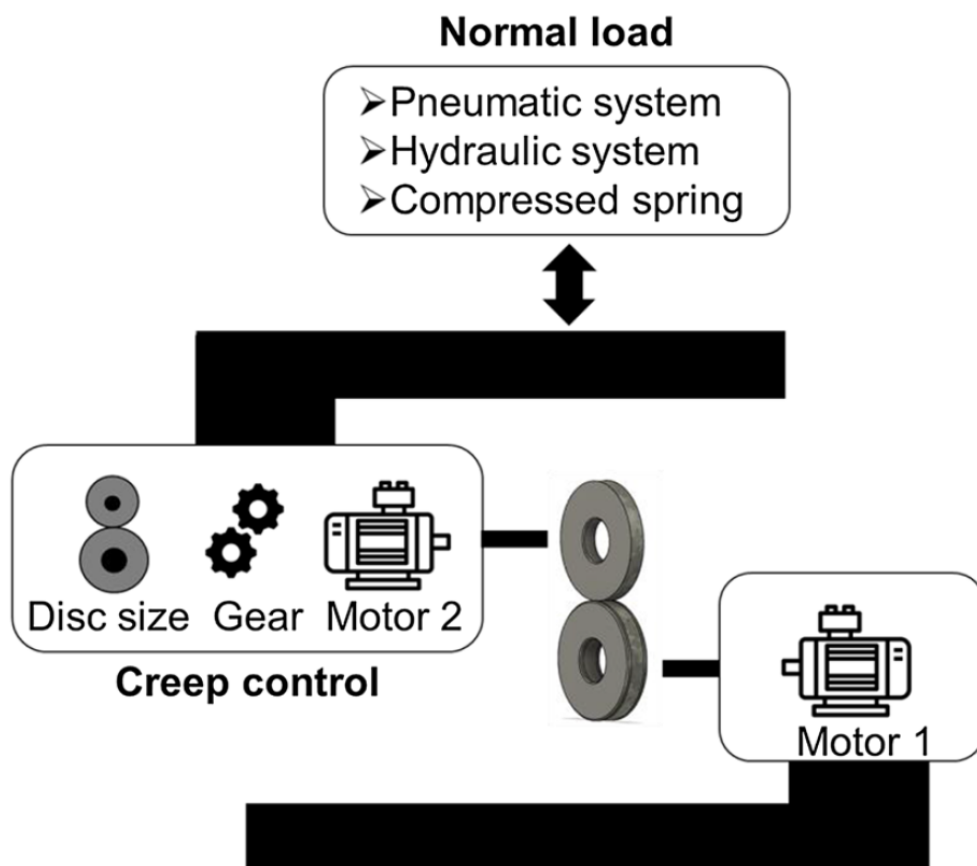 Normal load
➢Pneumatic system
➢Hydraulic system
➢Compressed spring
Disc size Gear Motor 2
Creep control
Motor 1